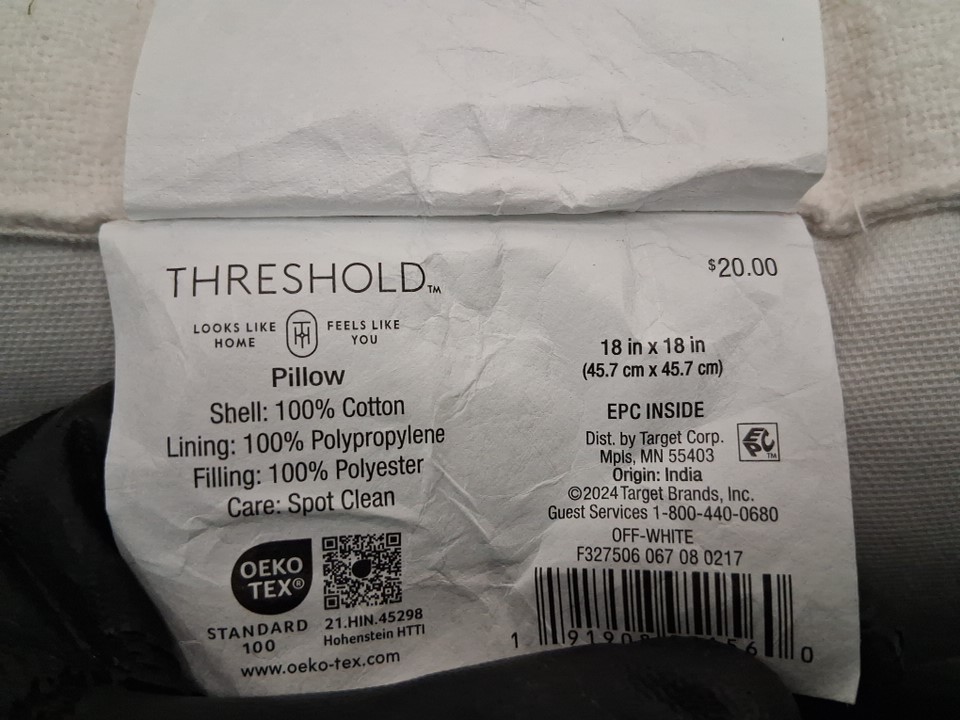 THRESHOLD™
LOOKS LIKE HOME
FEELS LIKE YOU
Pillow
Shell: 100% Cotton
Lining: 100% Polypropylene
Filling: 100% Polyester
Care: Spot Clean
OEKO
TEX®
STANDARD
100
21.HIN.45298
Hohenstein HTTI
www.oeko-tex.com
$20.00
18 in x 18 in
(45.7 cm x 45.7 cm)
EPC INSIDE
Dist. by Target Corp.
Mpls, MN 55403
EPC™
Origin: India
©2024 Target Brands, Inc.
Guest Services 1-800-440-0680
OFF-WHITE
F327506 067 08 0217
1
0